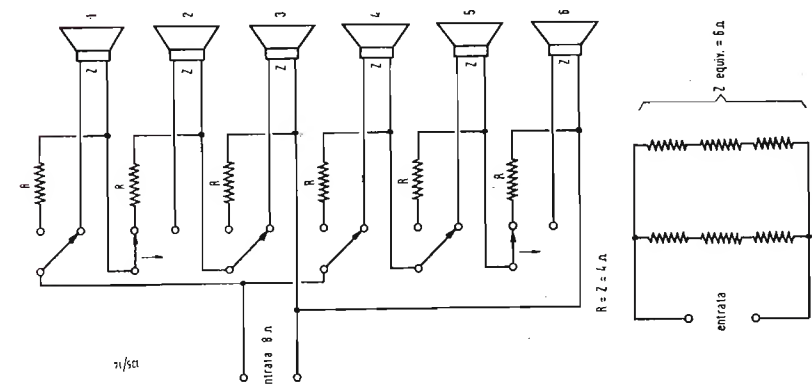 1
2
3
4
5
6
Z
Z
Z
Z
Z
Z
R
R
R
R
R
R
entrata 8 Ω
R = Z = 4 Ω
Z equiv. = 6 Ω
entrata